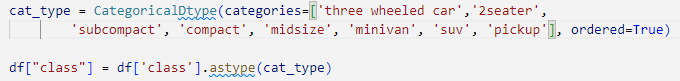 cat_type = CategoricalDtype(categories=['three wheeled car','2seater',
'subcompact', 'compact', 'midsize', 'minivan', 'suv', 'pickup'], ordered=True)
df["class"] = df['class'].astype(cat_type)